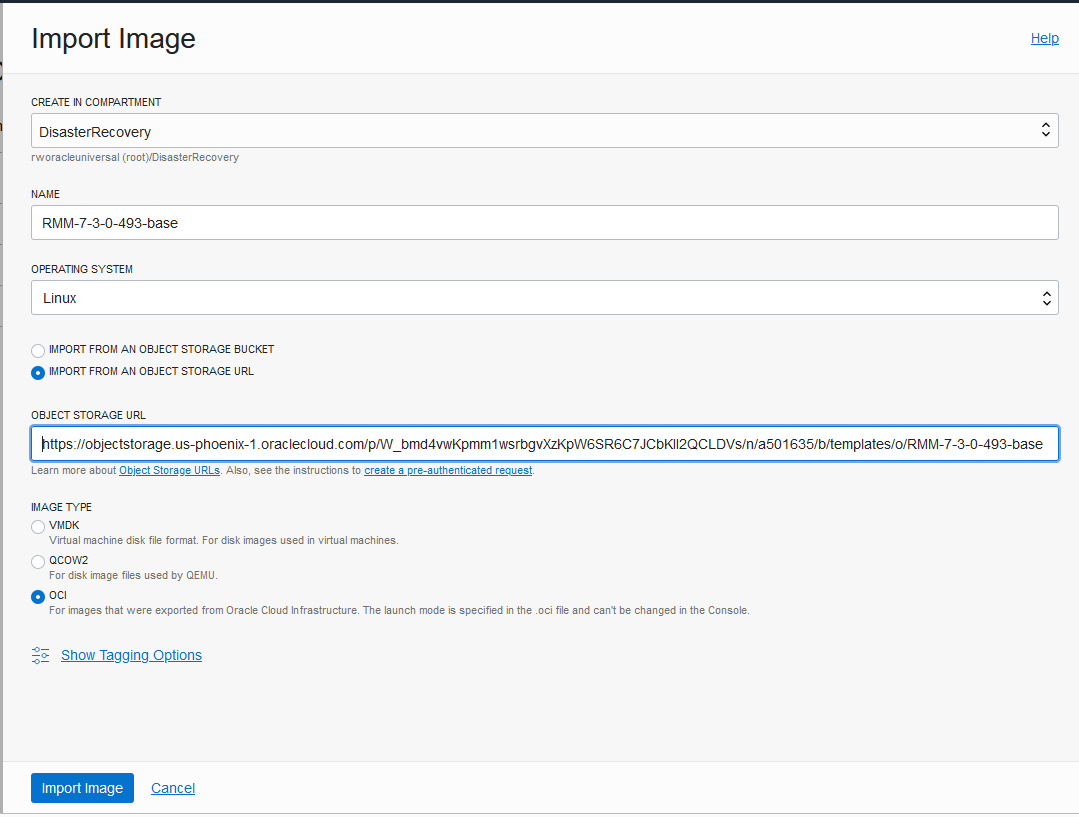 Import Image
Help
CREATE IN COMPARTMENT
DisasterRecovery
rworacleuniversal (root)/DisasterRecovery
NAME
RMM-7-3-0-493-base
OPERATING SYSTEM
Linux
IMPORT FROM AN OBJECT STORAGE BUCKET
IMPORT FROM AN OBJECT STORAGE URL
OBJECT STORAGE URL
https://objectstorage.us-phoenix-1.oraclecloud.com/p/W_bmd4vwKpmm1wsrbgvXzKpW6SR6C7JCbKlI2QCLDVs/n/a501635/b/templates/o/RMM-7-3-0-493-base
Learn more about Object Storage URLs. Also, see the instructions to create a pre-authenticated request.
IMAGE TYPE
VMDK
Virtual machine disk file format. For disk images used in virtual machines.
QCOW2
For disk image files used by QEMU.
OCI
For images that were exported from Oracle Cloud Infrastructure. The launch mode is specified in the .oci file and can't be changed in the Console.
Show Tagging Options
Import Image
Cancel